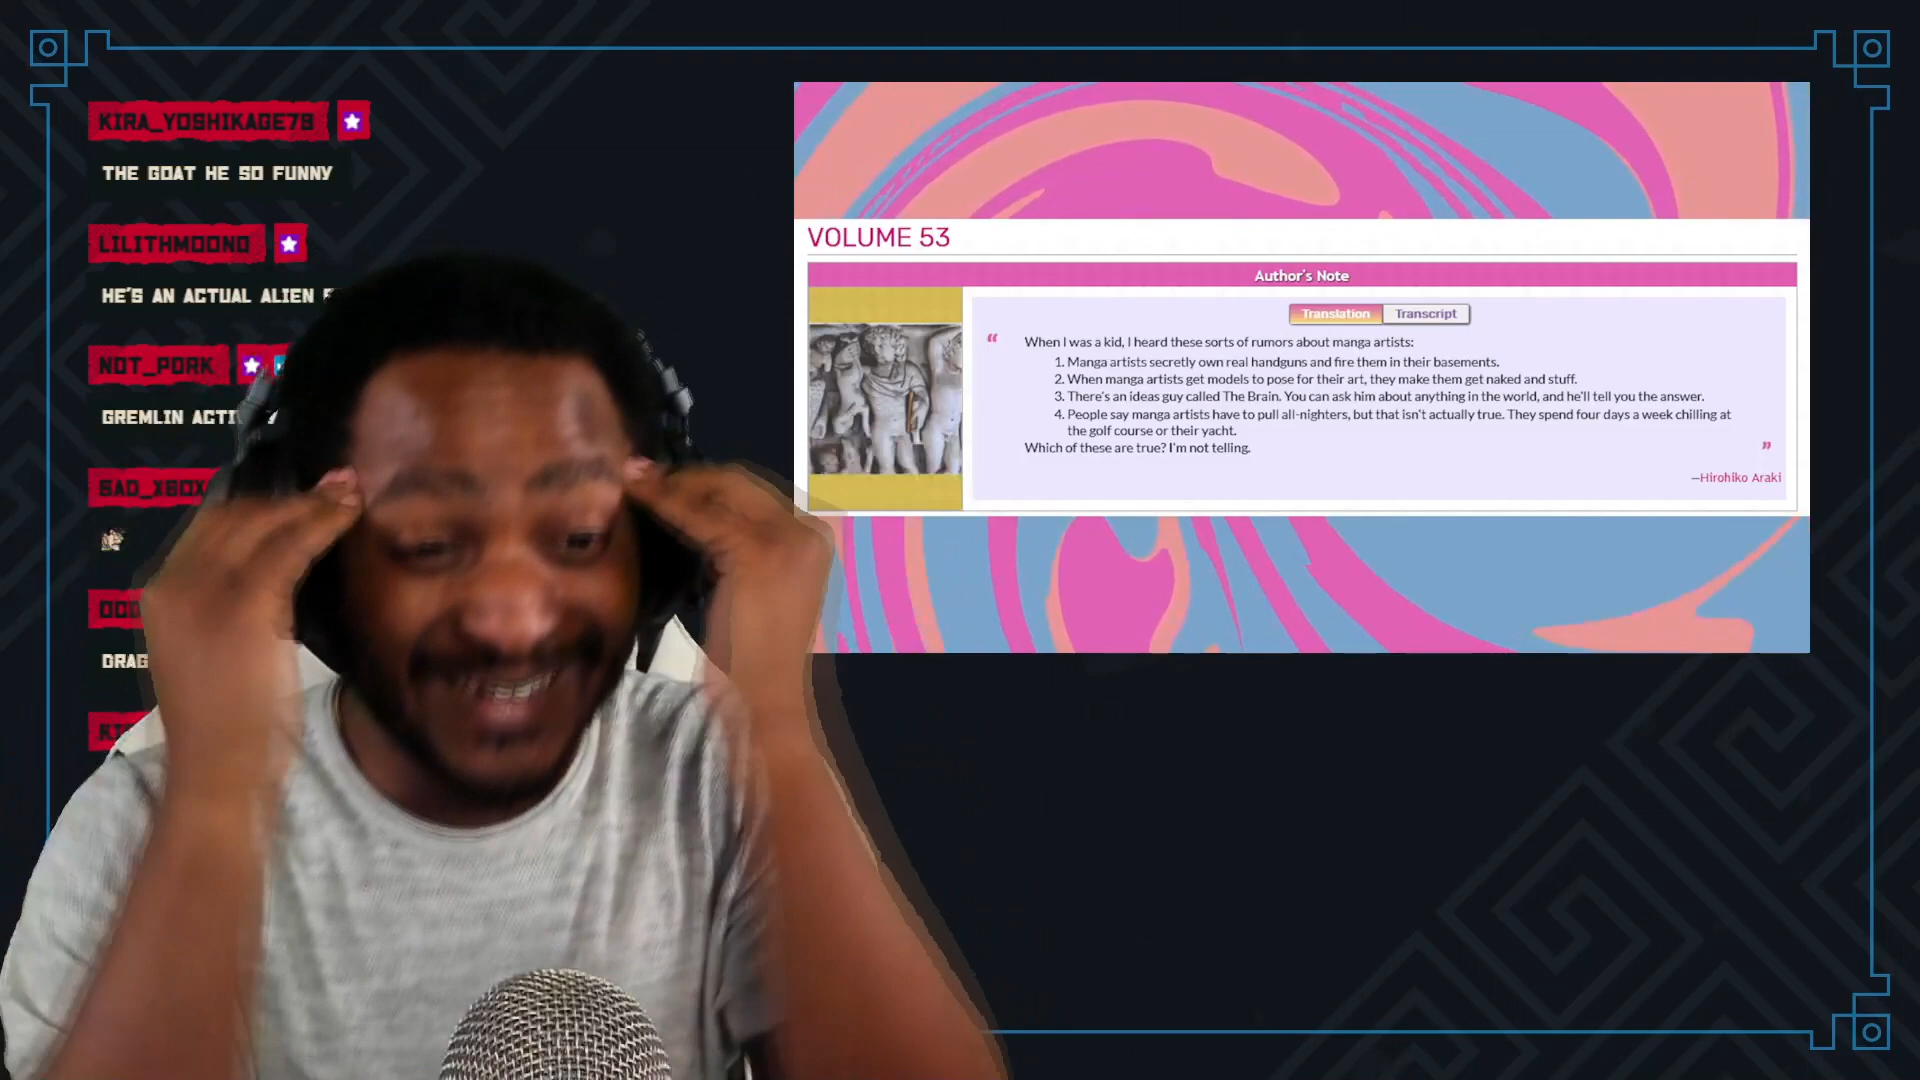 KIRA_YOSHIKAGE79
THE GOAT HE SO FUNNY
LILITHMOONO
HE'S AN ACTUAL ALIEN
NOT_PORK
GREMLIN
SAD_XBOX
VOLUME 53
Author's Note
Translation Transcript
“ When I was a kid, I heard these sorts of rumors about manga artists:
1. Manga artists secretly own real handguns and fire them in their basements.
2. When manga artists get models to pose for their art, they make them get naked and stuff.
3. There's an ideas guy called The Brain. You can ask him about anything in the world, and he'll tell you the answer.
4. People say manga artists have to pull all-nighters, but that isn't actually true. They spend four days a week chilling at
the golf course or their yacht.
Which of these are true? I'm not telling. ”
—Hirohiko Araki